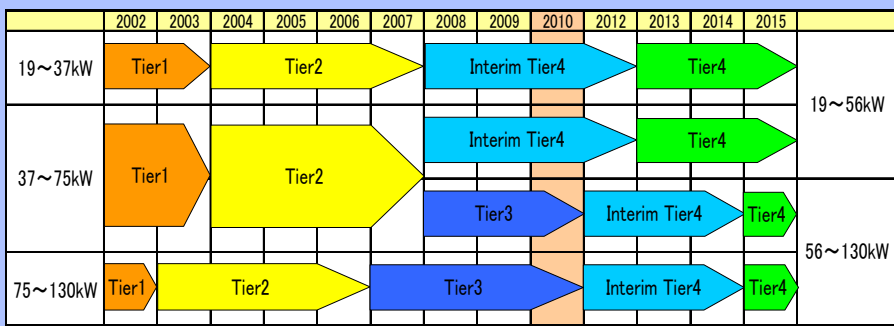 2002 2003 2004 2005 2006 2007 2008 2009 2010 2012 2013 2014 2015
19～37kW Tier1 Tier2 Interim Tier4 Tier4
19～56kW
Interim Tier4 Tier4
37～75kW Tier1 Tier2
Tier3 Interim Tier4 Tier4
56～130kW
75～130kW Tier1 Tier2 Tier3 Interim Tier4 Tier4